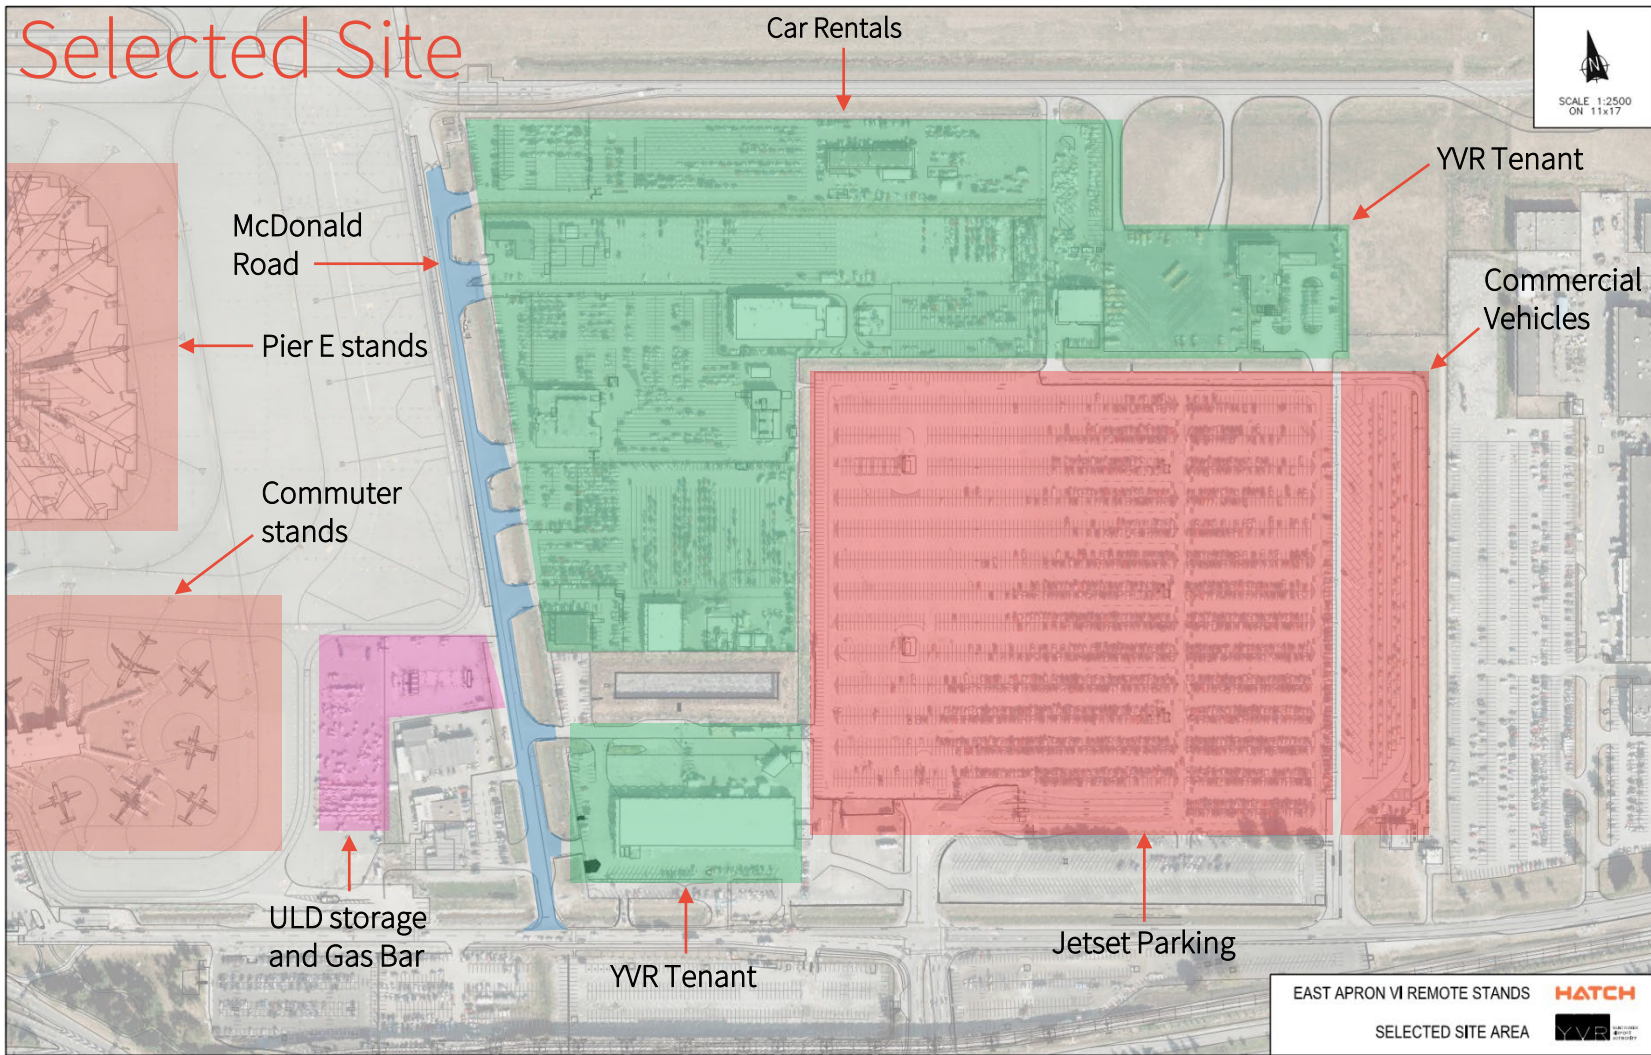 Selected Site
Car Rentals
N
SCALE 1:2500
ON 11x17
YVR Tenant
McDonald
Road
Commercial
Vehicles
Pier E stands
Commuter
stands
ULD storage
and Gas Bar
YVR Tenant
Jetset Parking
EAST APRON VI REMOTE STANDS
HATCH
SELECTED SITE AREA
YVR